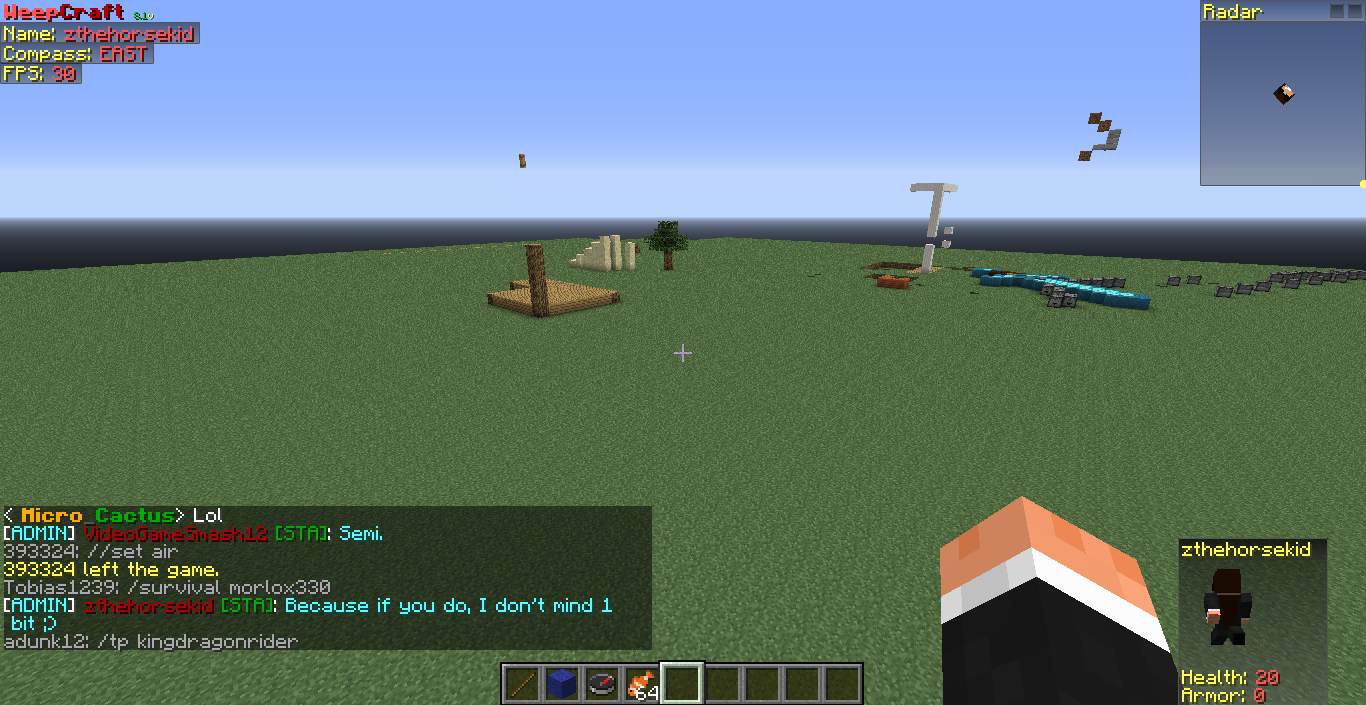 WeepCraft 8.1v
Name: zthehorsekid
Compass: EAST
FPS: 30
Radar
< Micro_Cactus> Lol
[ADMIN] VideoGameSmash12 [STA]: Semi.
393324: //set air
393324 left the game.
Tobias1239: /survival morlox330
[ADMIN] zthehorsekid [STA]: Because if you do, I don't mind 1
bit ;)
adunk12: /tp kingdragonrider
64
zthehorsekid
Health: 20
Armor: 0